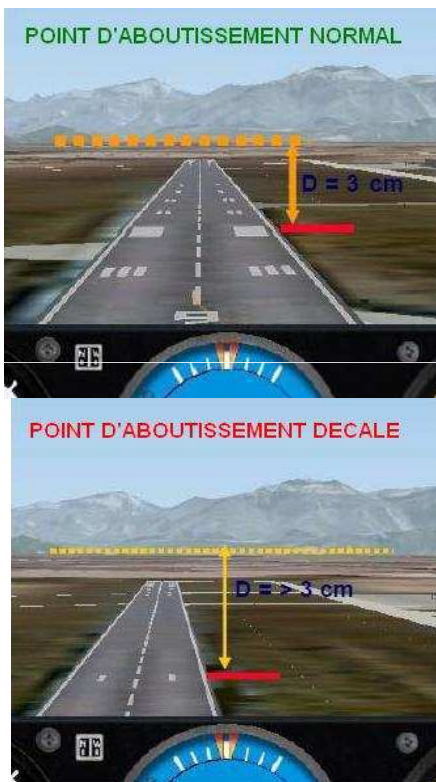 POINT D'ABOUTISSEMENT NORMAL
D = 3 cm
POINT D'ABOUTISSEMENT DECALE
D = > 3 cm